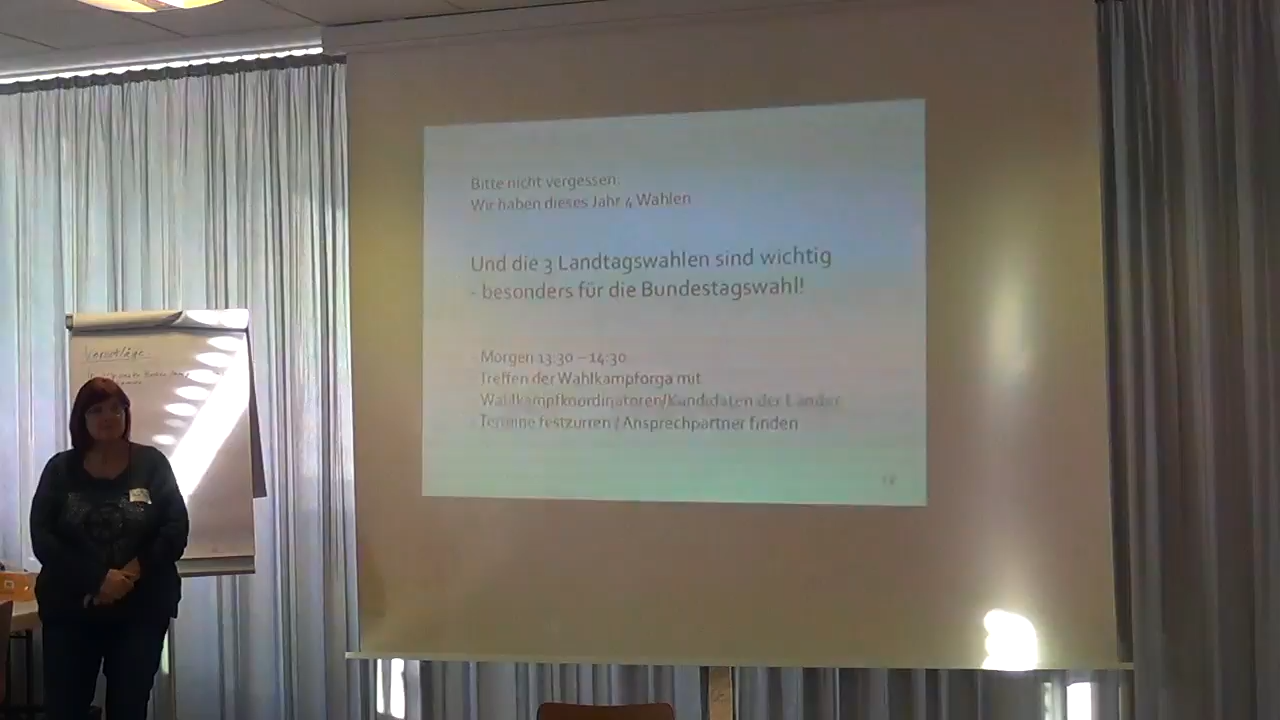 Vorschläge
Bitte nicht vergessen:
Wir haben dieses Jahr 4 Wahlen
Und die 3 Landtagswahlen sind wichtig
- besonders für die Bundestagswahl!
Morgen 13:30 – 14:30
Treffen der Wahlkampforga mit
Wahlkampfkoordinatoren/Kandidaten der Länder
Termine festzurren / Ansprechpartner finden